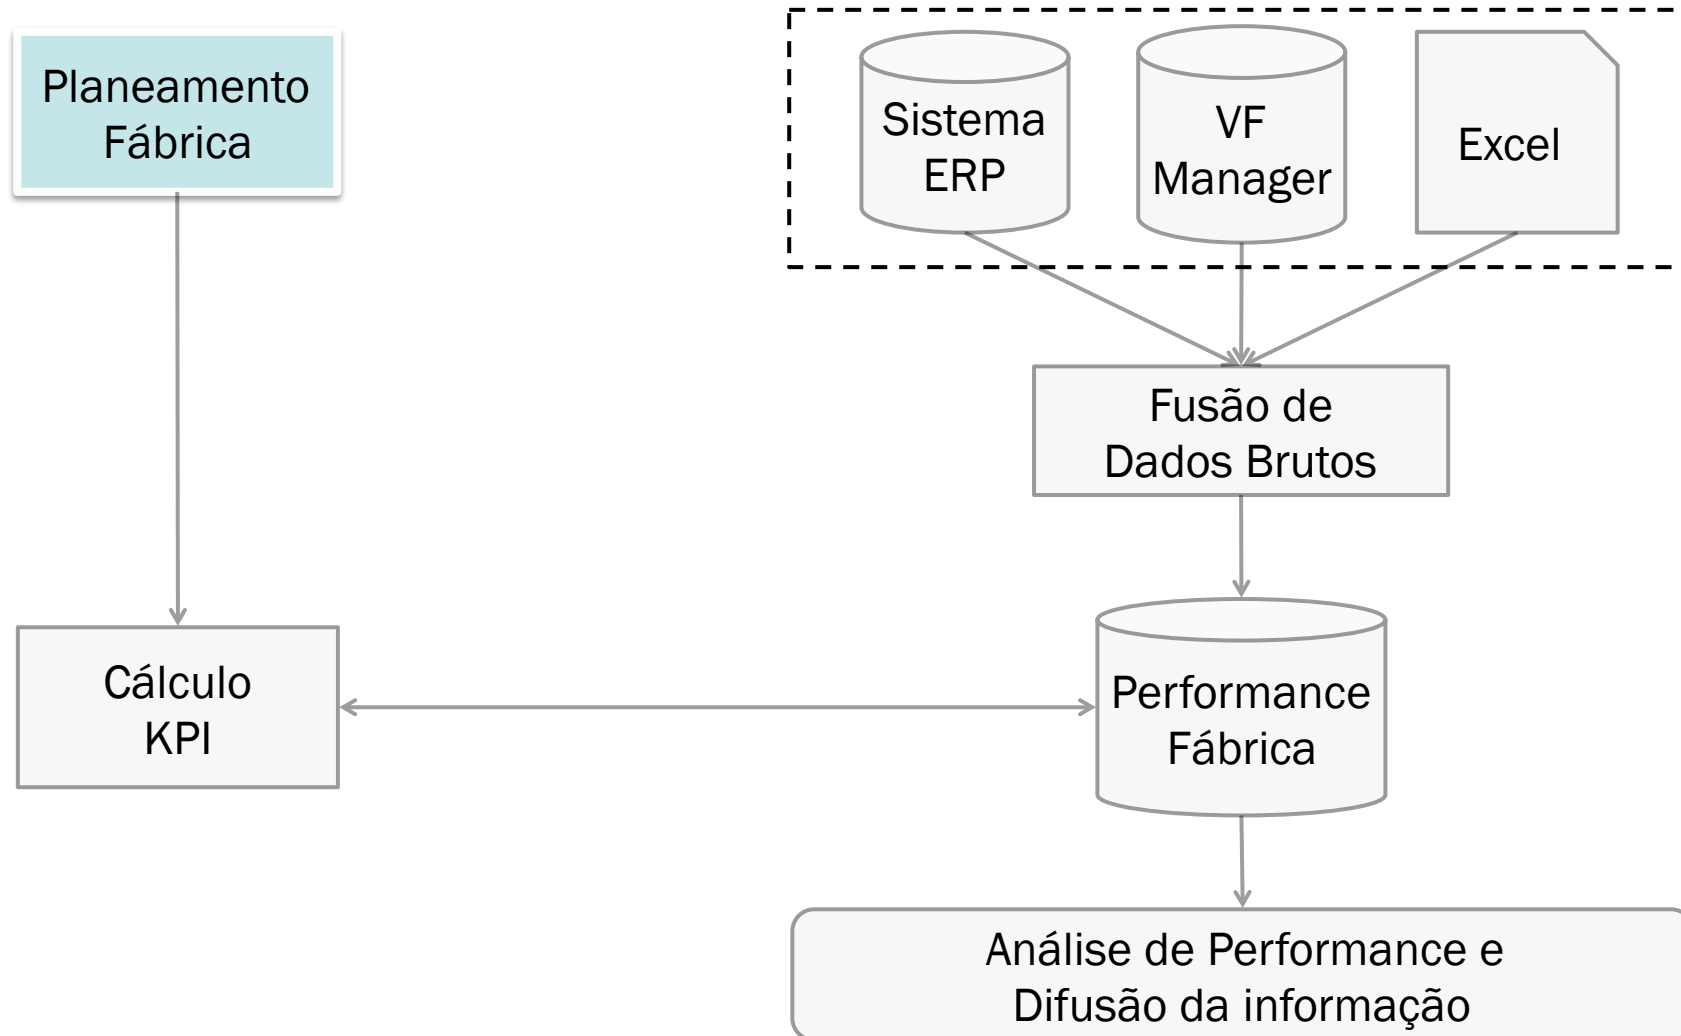 Planeamento
Fábrica
Sistema
ERP
VF
Manager
Excel
Fusão de
Dados Brutos
Cálculo
KPI
Performance
Fábrica
Análise de Performance e
Difusão da informação